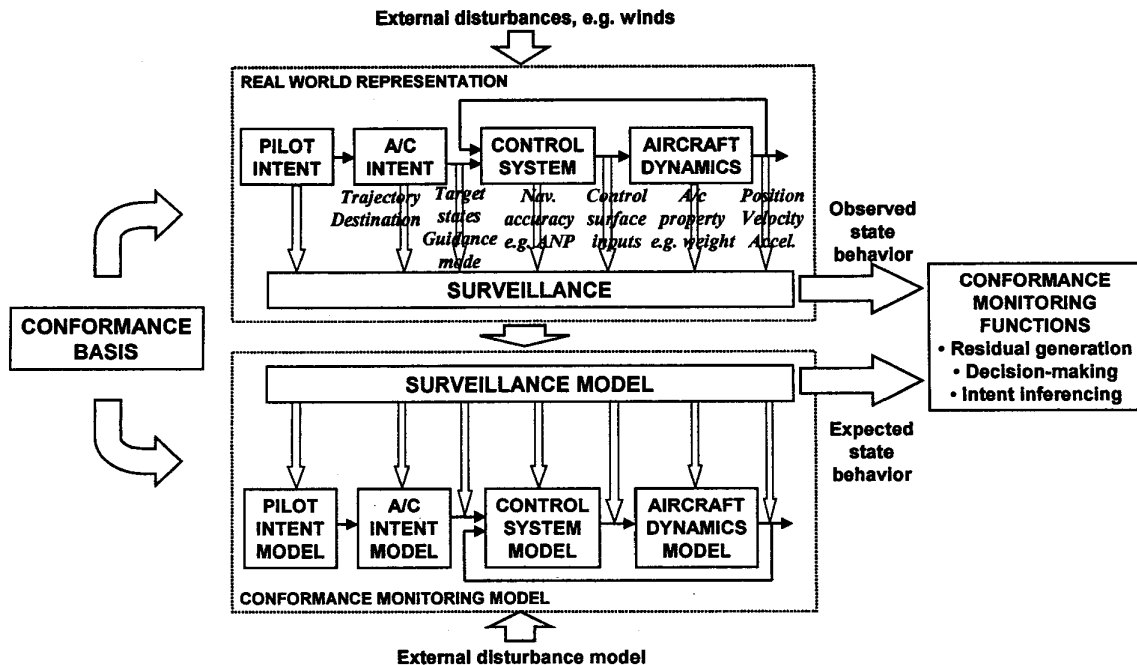 External disturbances, e.g. winds
REAL WORLD REPRESENTATION
PILOT
INTENT
A/C
INTENT
CONTROL
SYSTEM
AIRCRAFT
DYNAMICS
Trajectory
Destination
Target
states
Guidance
mode
Nav.
accuracy
e.g. ANP
Control
surface
inputs
A/c
property
e.g. weight
Position
Velocity
Accel.
SURVEILLANCE
Observed
state
behavior
CONFORMANCE
BASIS
CONFORMANCE
MONITORING
FUNCTIONS
• Residual generation
• Decision-making
• Intent inferencing
SURVEILLANCE MODEL
Expected
state
behavior
PILOT
INTENT
MODEL
A/C
INTENT
MODEL
CONTROL
SYSTEM
MODEL
AIRCRAFT
DYNAMICS
MODEL
CONFORMANCE MONITORING MODEL
External disturbance model